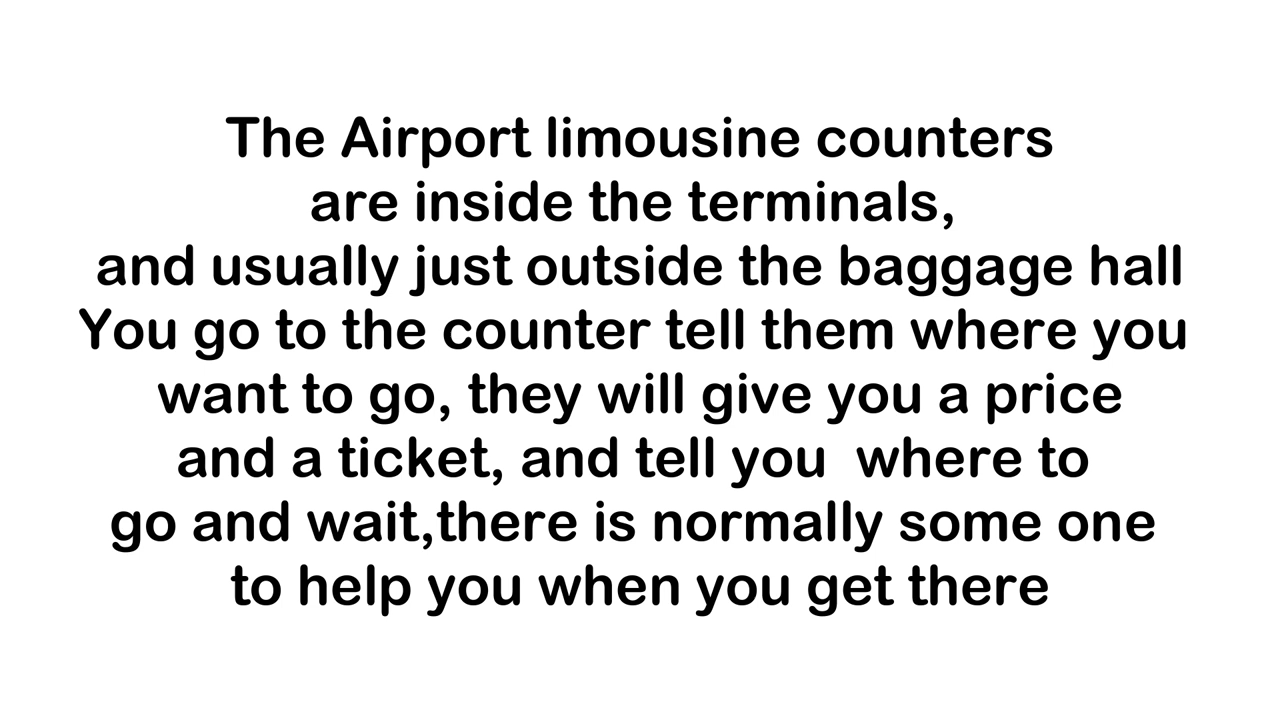 The Airport limousine counters
are inside the terminals,
and usually just outside the baggage hall
You go to the counter tell them where you
want to go, they will give you a price
and a ticket, and tell you  where to
go and wait,there is normally some one
to help you when you get there